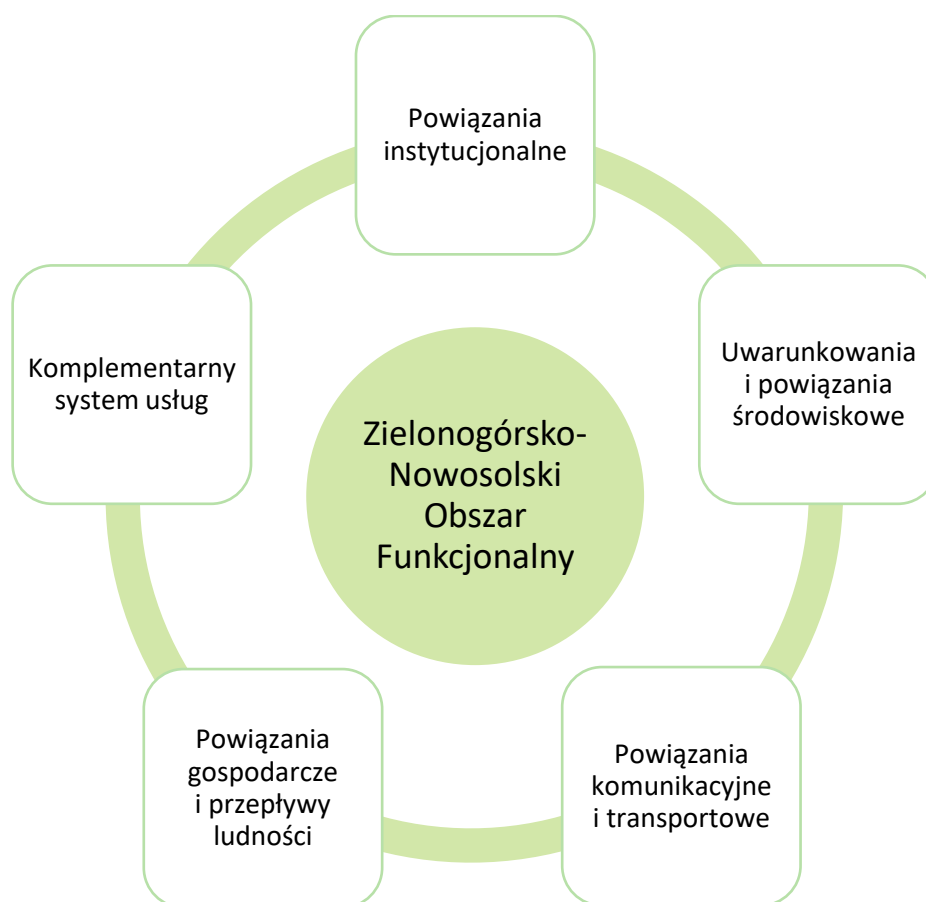 Powiązania
instytucjonalne
Uwarunkowania
i powiązania
środowiskowe
Komplementarny
system usług
Zielonogórsko-
Nowosolski
Obszar
Funkcjonalny
Powiązania
gospodarcze
i przepływy
ludności
Powiązania
komunikacyjne
i transportowe